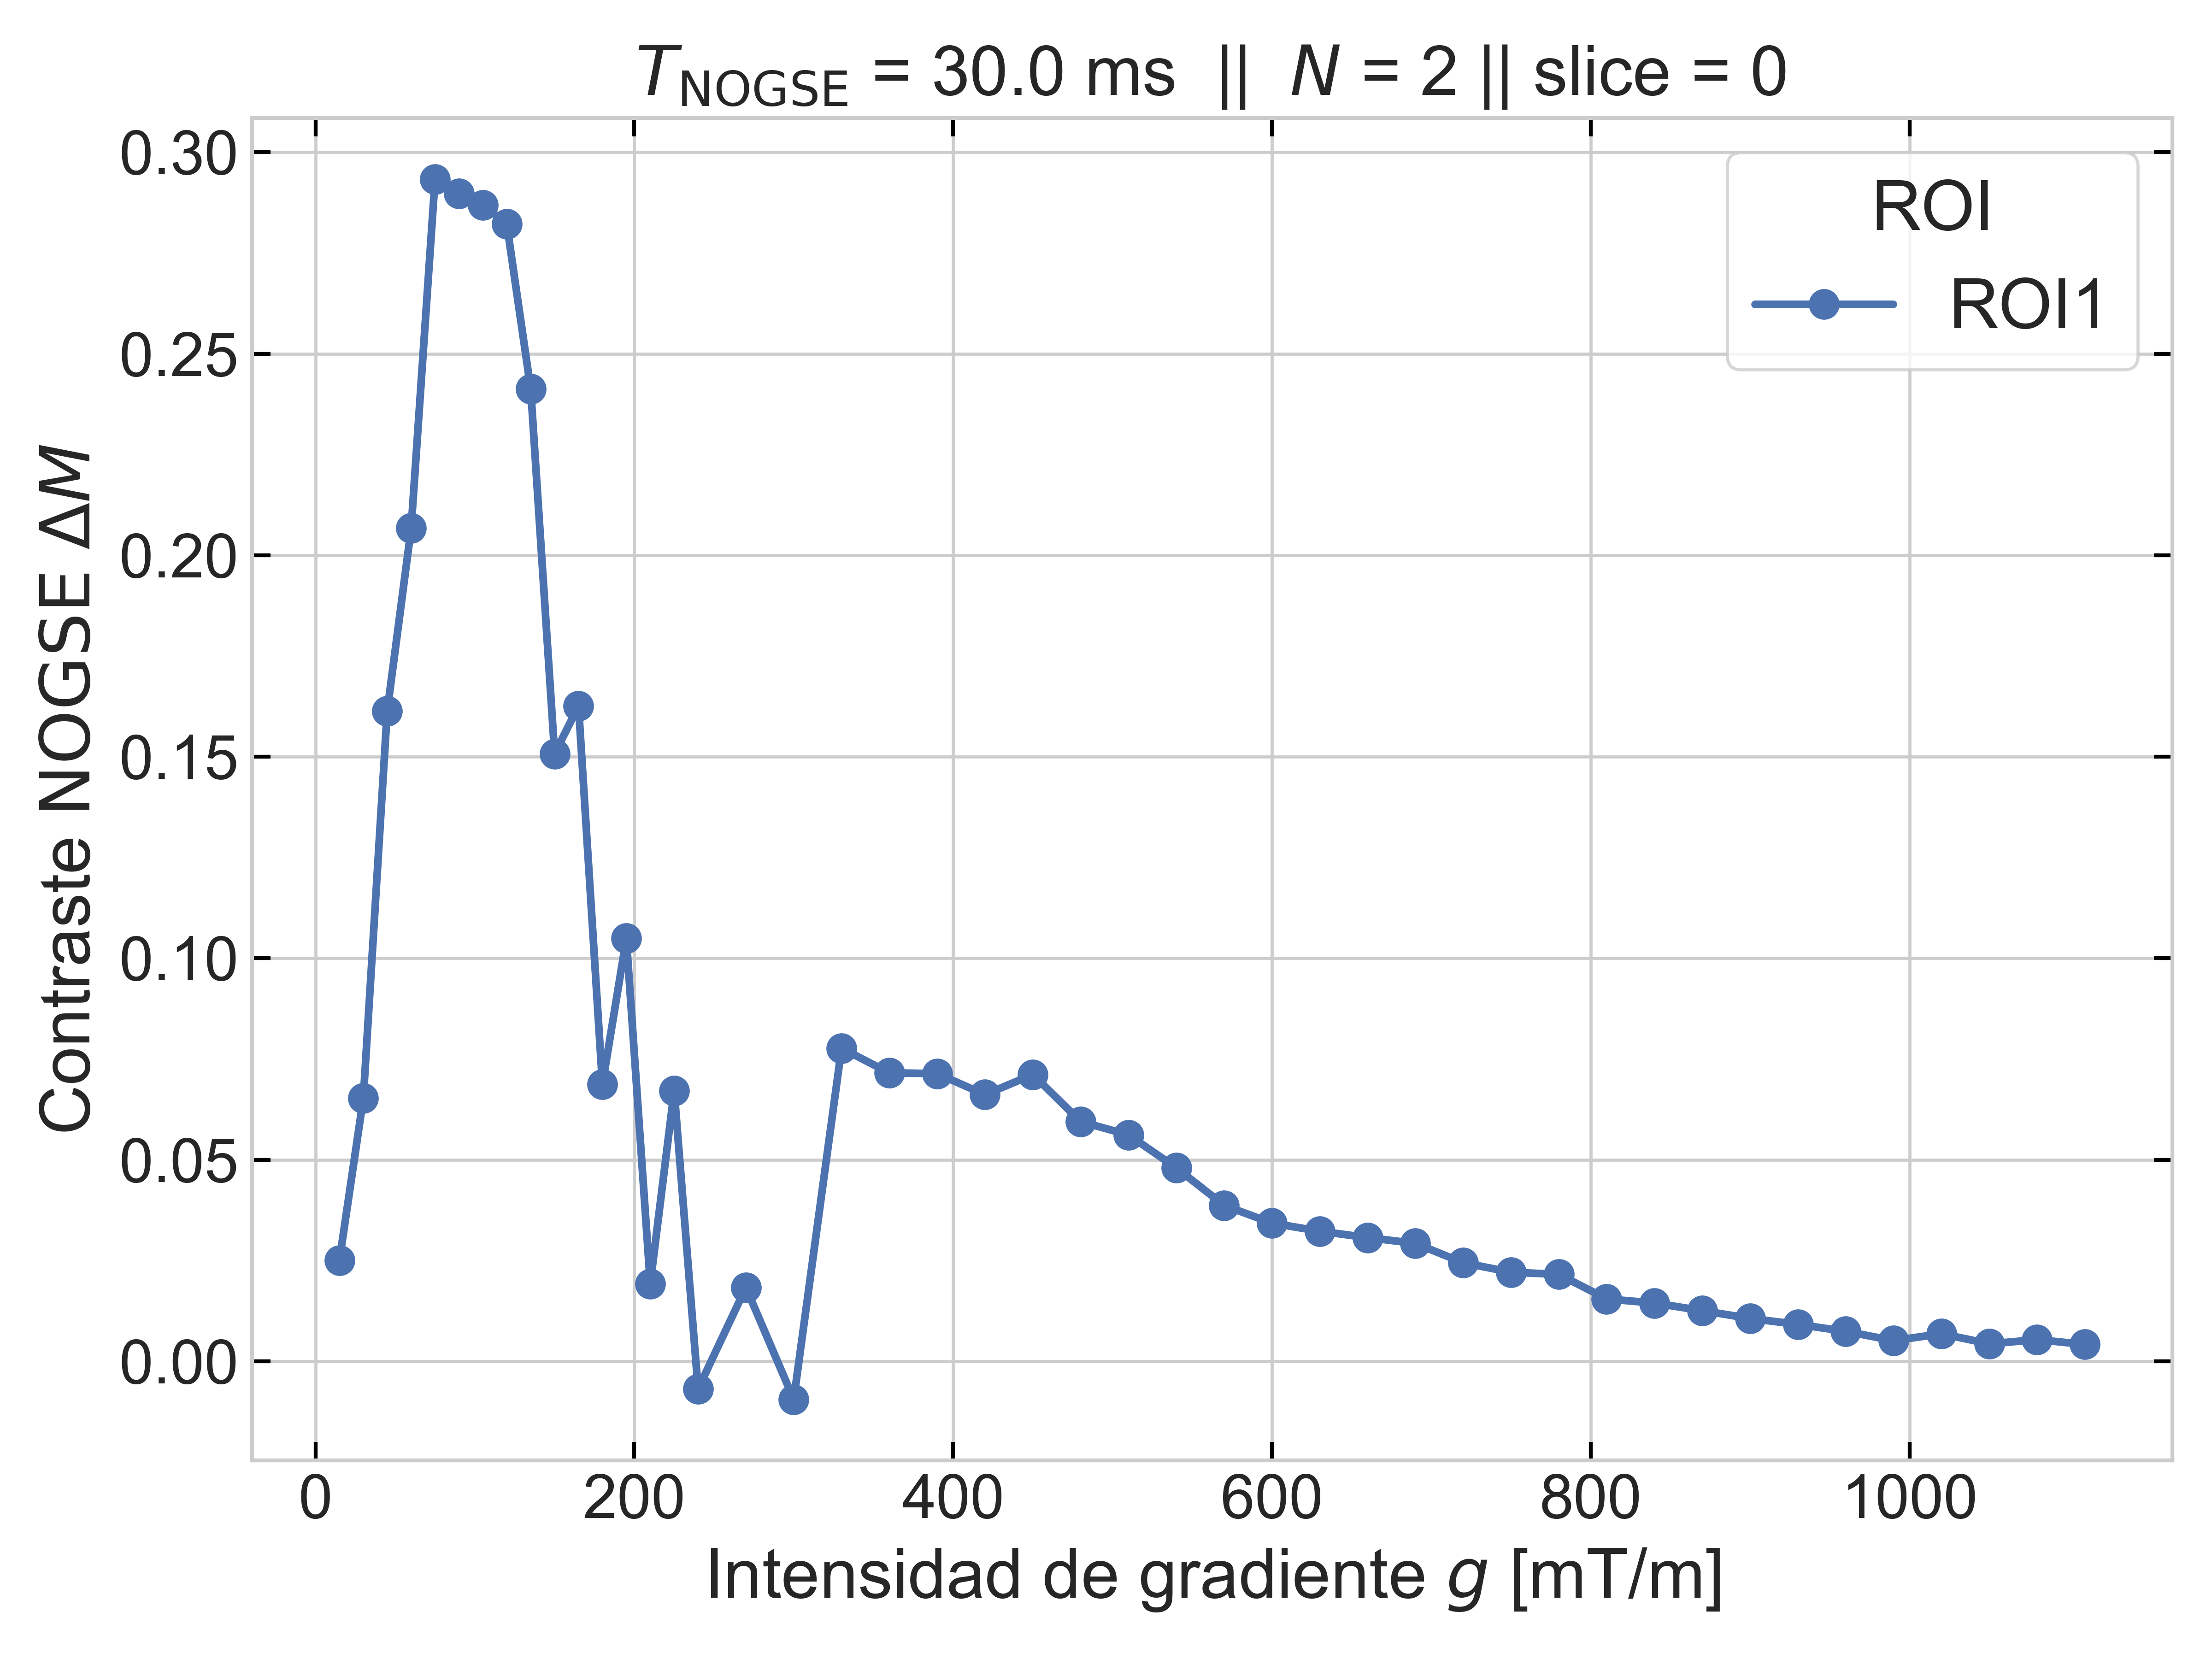 T_NOGSE = 30.0 ms || N = 2 || slice = 0
Contraste NOGSE ΔM
0.30
0.25
0.20
0.15
0.10
0.05
0.00
ROI
ROI1
0 200 400 600 800 1000
Intensidad de gradiente g [mT/m]